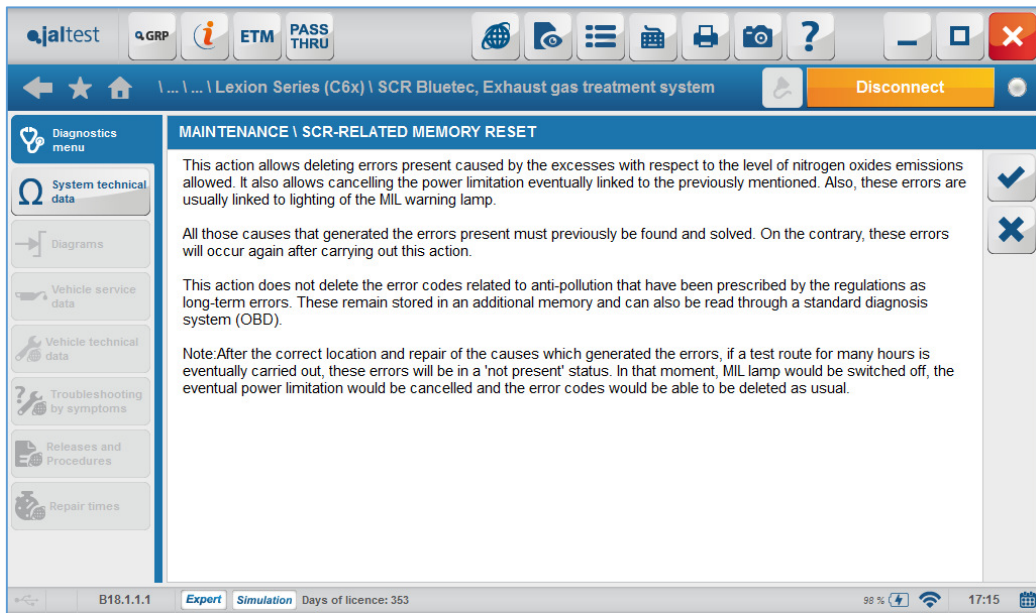 jaltest
GRP
i
ETM
PASS
THRU
?
\ ... \ ... \ Lexion Series (C6x) \ SCR Bluetec, Exhaust gas treatment system
Disconnect
Diagnostics
menu
System technical
data
Diagrams
Vehicle service
data
Vehicle technical
data
Troubleshooting
by symptoms
Releases and
Procedures
Repair times
MAINTENANCE \ SCR-RELATED MEMORY RESET
This action allows deleting errors present caused by the excesses with respect to the level of nitrogen oxides emissions
allowed. It also allows cancelling the power limitation eventually linked to the previously mentioned. Also, these errors are
usually linked to lighting of the MIL warning lamp.
All those causes that generated the errors present must previously be found and solved. On the contrary, these errors
will occur again after carrying out this action.
This action does not delete the error codes related to anti-pollution that have been prescribed by the regulations as
long-term errors. These remain stored in an additional memory and can also be read through a standard diagnosis
system (OBD).
Note:After the correct location and repair of the causes which generated the errors, if a test route for many hours is
eventually carried out, these errors will be in a 'not present' status. In that moment, MIL lamp would be switched off, the
eventual power limitation would be cancelled and the error codes would be able to be deleted as usual.
B18.1.1.1
Expert
Simulation
Days of licence: 353
98 %
17:15